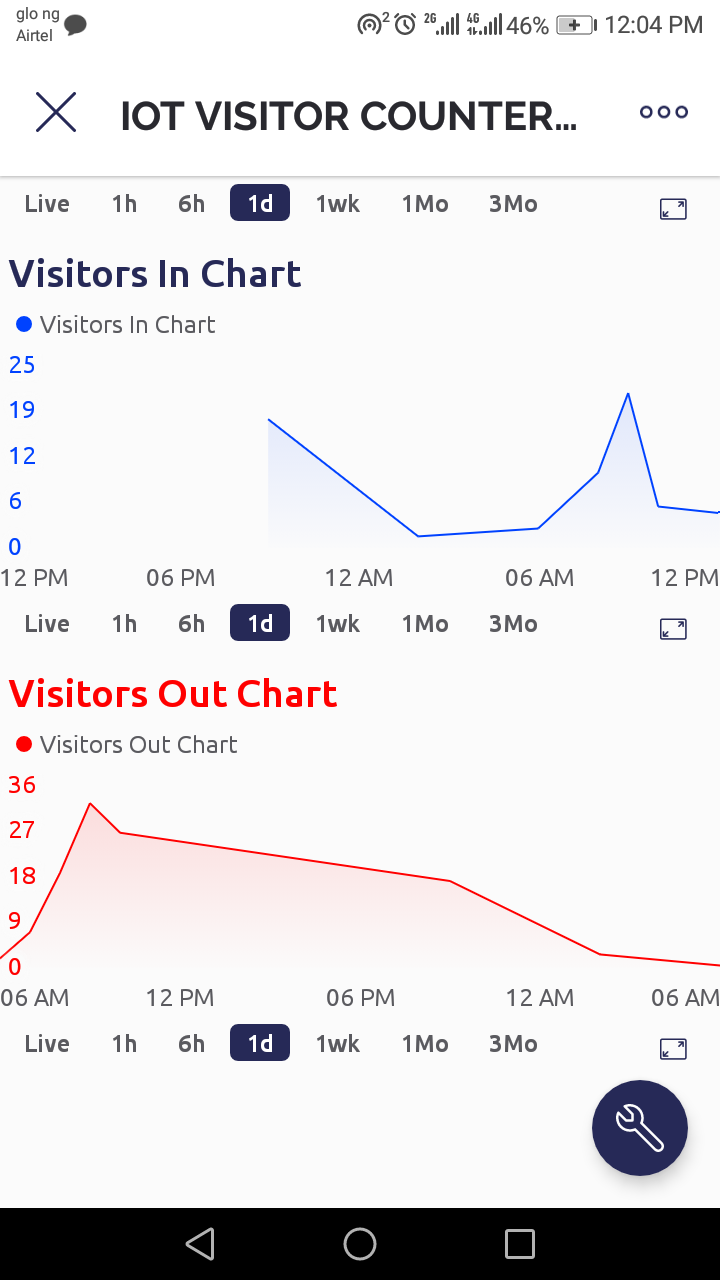 glo ng
Airtel
2 2G 4G 46% 12:04 PM
IOT VISITOR COUNTER...
Live 1h 6h 1d 1wk 1Mo 3Mo
Visitors In Chart
Visitors In Chart
25
19
12
6
0
12 PM 06 PM 12 AM 06 AM 12 PM
Live 1h 6h 1d 1wk 1Mo 3Mo
Visitors Out Chart
Visitors Out Chart
36
27
18
9
0
06 AM 12 PM 06 PM 12 AM 06 AM
Live 1h 6h 1d 1wk 1Mo 3Mo